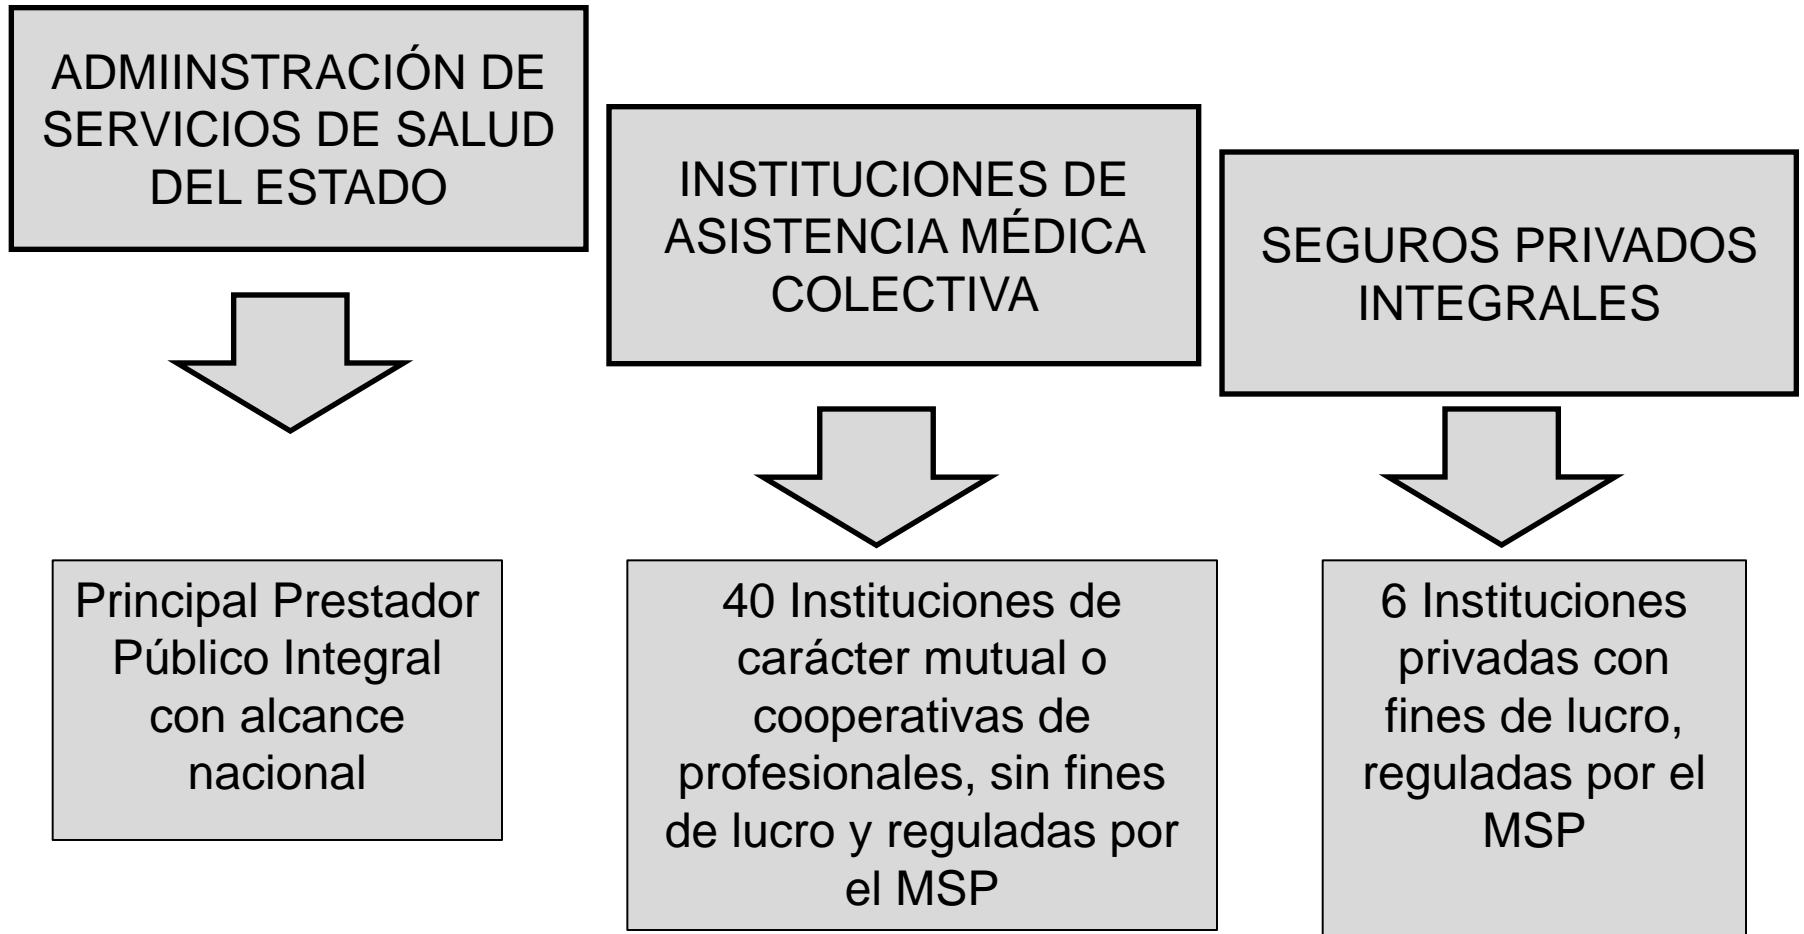 ADMIINSTRACIÓN DE
SERVICIOS DE SALUD
DEL ESTADO
INSTITUCIONES DE
ASISTENCIA MÉDICA
COLECTIVA
SEGUROS PRIVADOS
INTEGRALES
Principal Prestador
Público Integral
con alcance
nacional
40 Instituciones de
carácter mutual o
cooperativas de
profesionales, sin fines
de lucro y reguladas por
el MSP
6 Instituciones
privadas con
fines de lucro,
reguladas por el
MSP